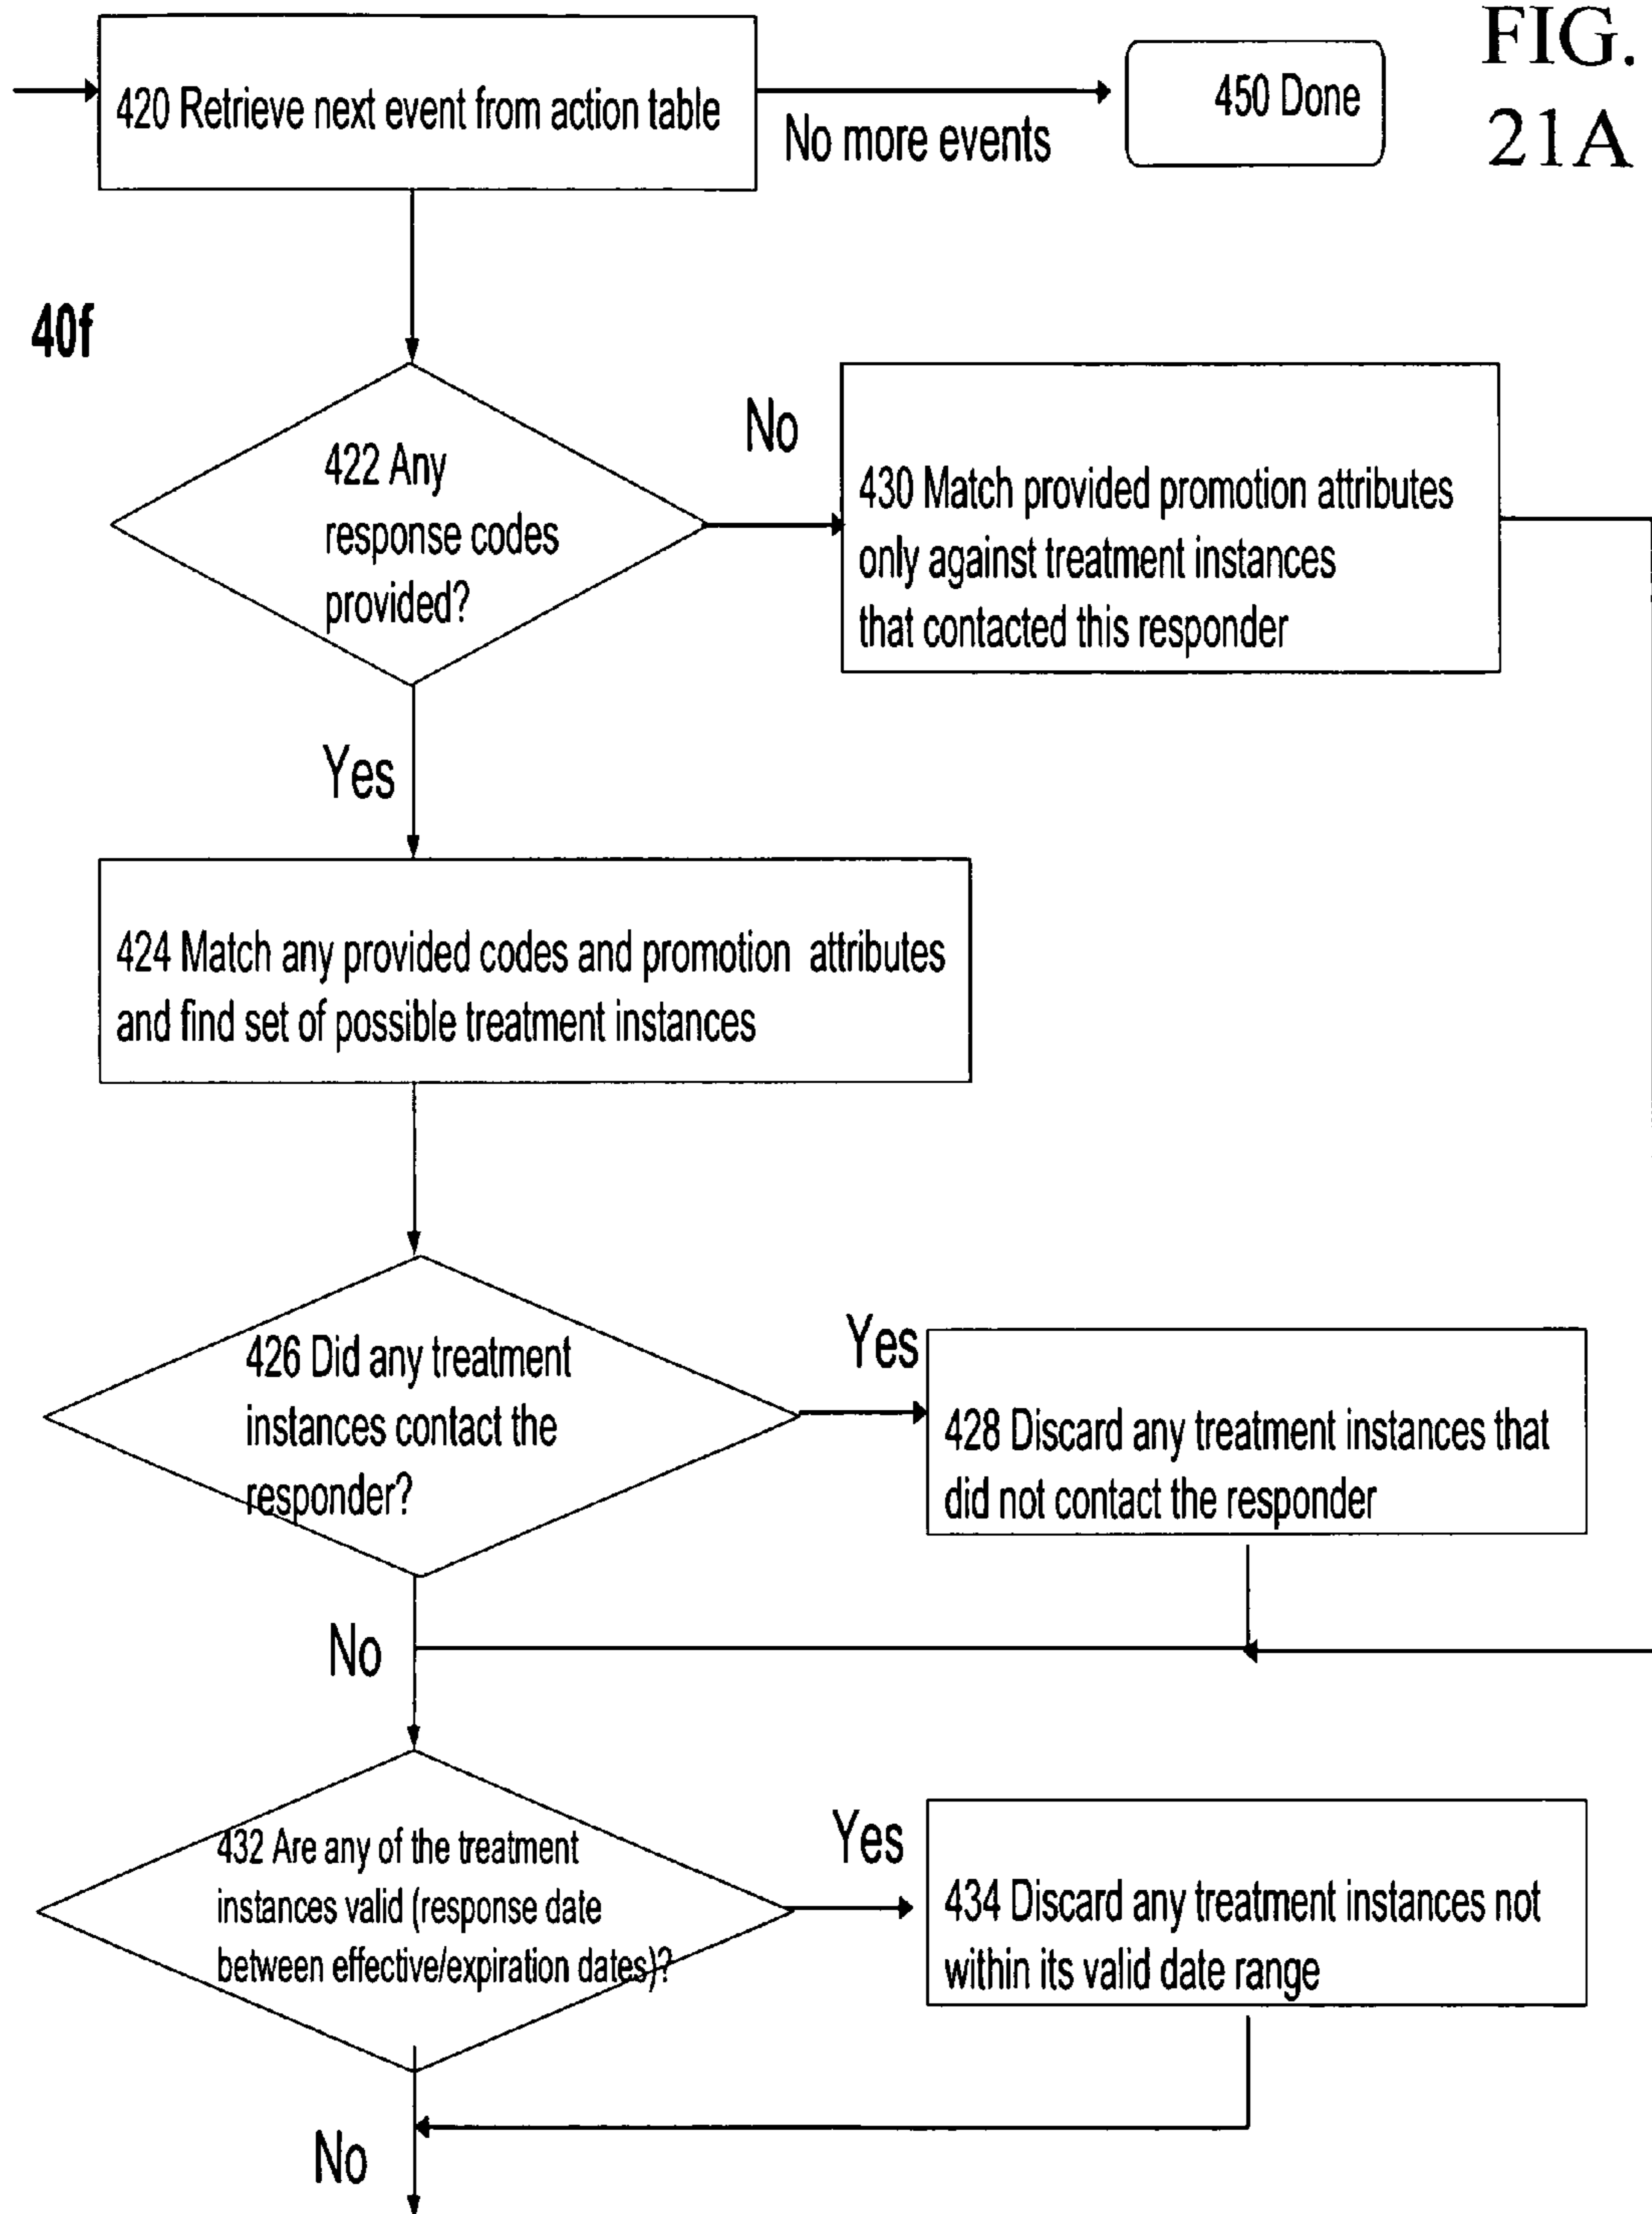 FIG.
21A
420 Retrieve next event from action table
No more events
450 Done
40f
422 Any
response codes
provided?
No
430 Match provided promotion attributes
only against treatment instances
that contacted this responder
Yes
424 Match any provided codes and promotion attributes
and find set of possible treatment instances
426 Did any treatment
instances contact the
responder?
Yes
428 Discard any treatment instances that
did not contact the responder
No
432 Are any of the treatment
instances valid (response date
between effective/expiration dates)?
Yes
434 Discard any treatment instances not
within its valid date range
No